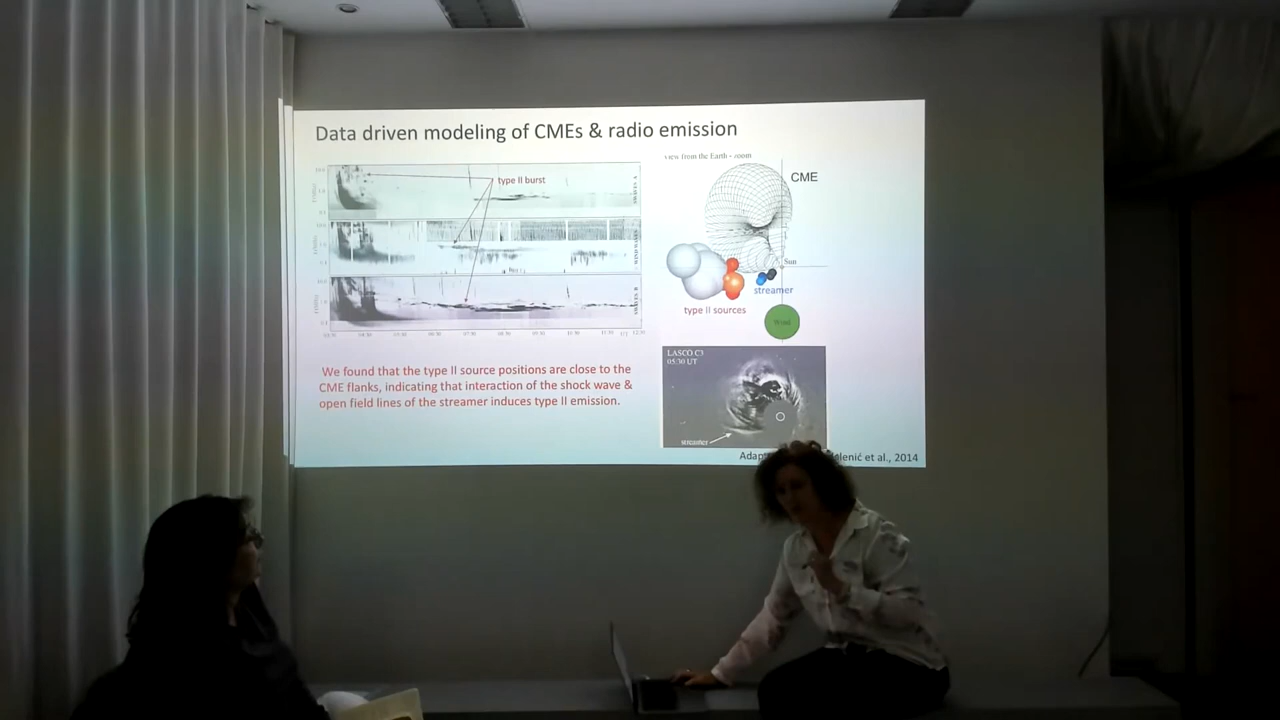 Data driven modeling of CMEs & radio emission
view from the Earth - zoom
type II burst
CME
Sun
streamer
type II sources
Wind
LASCO C3
05:30 UT
We found that the type II source positions are close to the
CME flanks, indicating that interaction of the shock wave &
open field lines of the streamer induces type II emission.
streamer
Adap
lenić et al., 2014